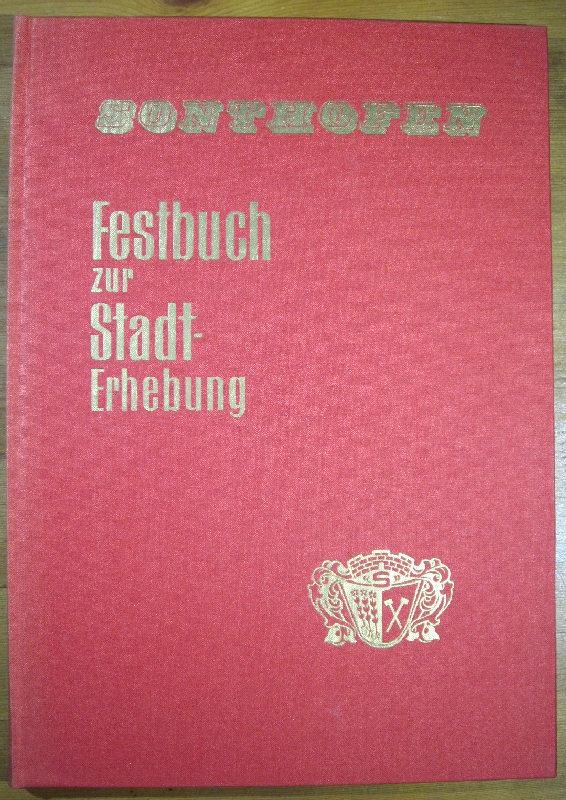 SONTHOFEN
Festbuch
zur
Stadt-
Erhebung
S